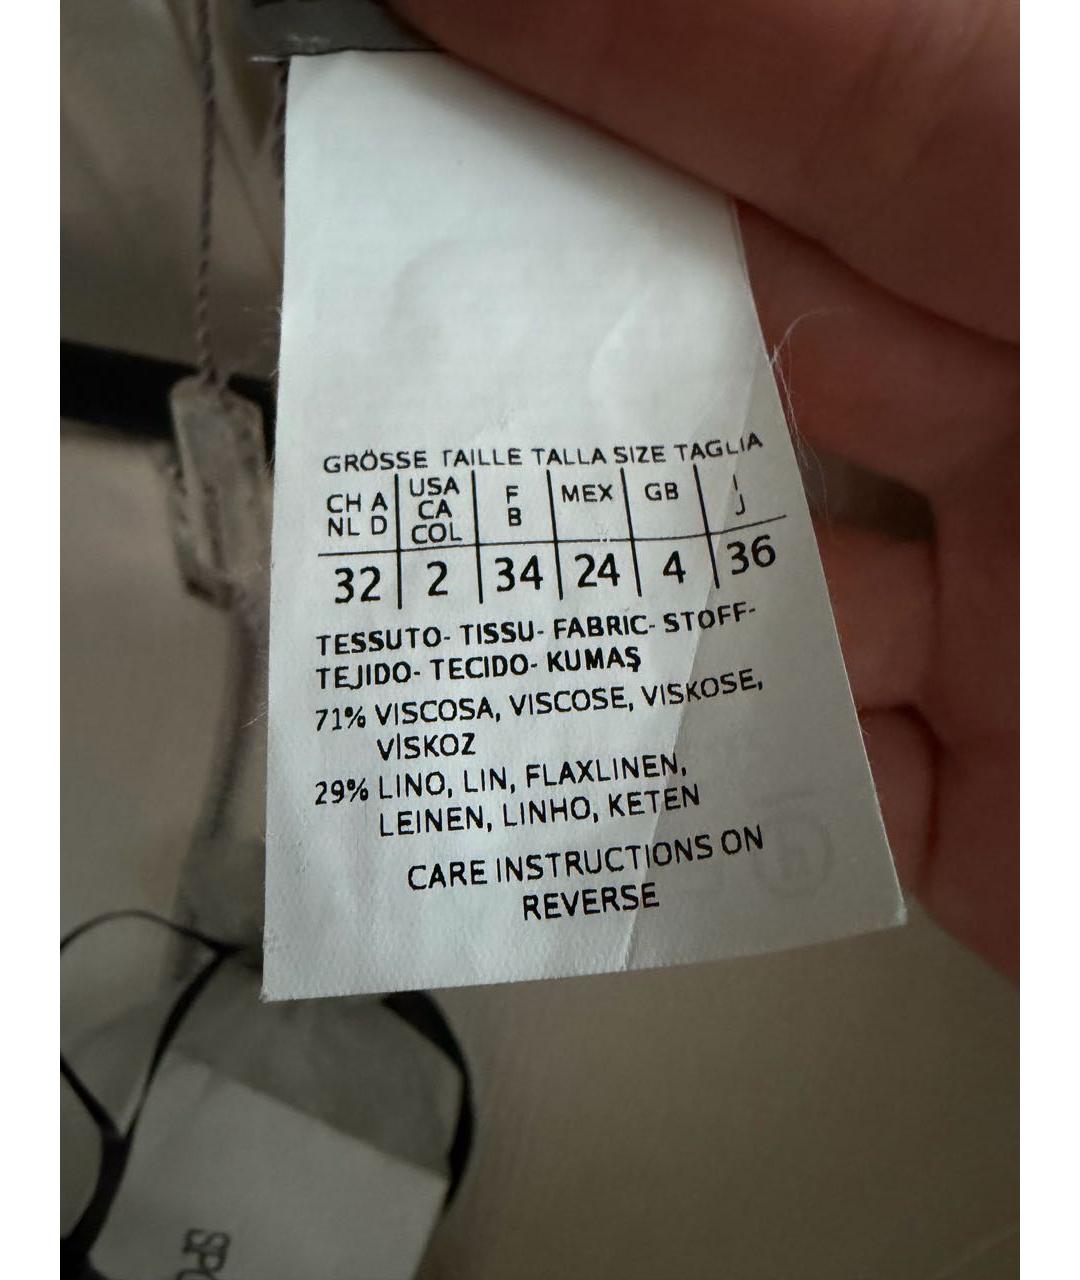 GRÖSSE TAILLE TALLA SIZE TAGLIA
CH A USA F MEX GB I
NL D CA B J
COL
32 2 34 24 4 36
TESSUTO- TISSU- FABRIC- STOFF-
TEJIDO- TECIDO- KUMAŞ
71% VISCOSA, VISCOSE, VISKOSE,
VİSKOZ
29% LINO, LIN, FLAXLINEN,
LEINEN, LINHO, KETEN
CARE INSTRUCTIONS ON
REVERSE
SPO